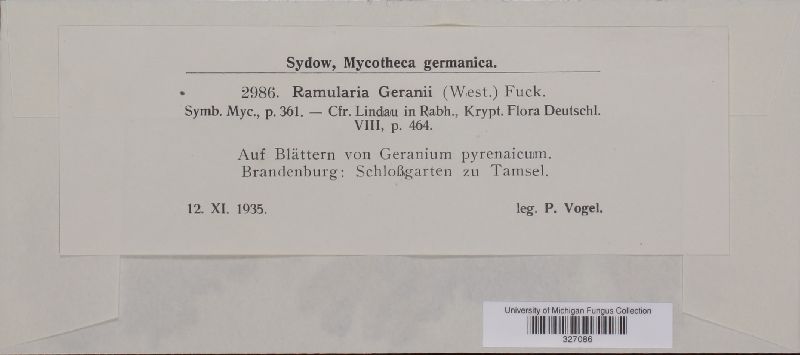 Sydow, Mycotheca germanica.
2986. Ramularia Geranii (West.) Fuck.
Symb. Myc., p. 361. — Cfr. Lindau in Rabh., Krypt. Flora Deutschl.
VIII, p. 464.
Auf Blättern von Geranium pyrenaicum.
Brandenburg: Schloßgarten zu Tamsel.
12. XI. 1935. leg. P. Vogel.
University of Michigan Fungus Collection
327086